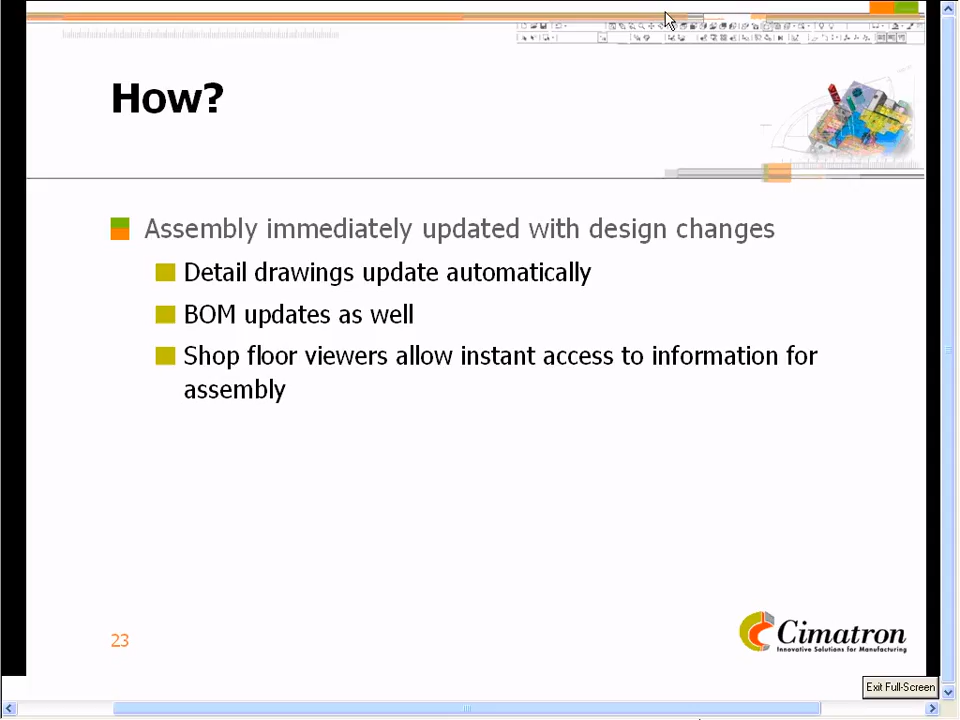 How?
Assembly immediately updated with design changes
Detail drawings update automatically
BOM updates as well
Shop floor viewers allow instant access to information for
assembly
23
Cimatron
Innovative Solutions for Manufacturing
Exit Full-Screen